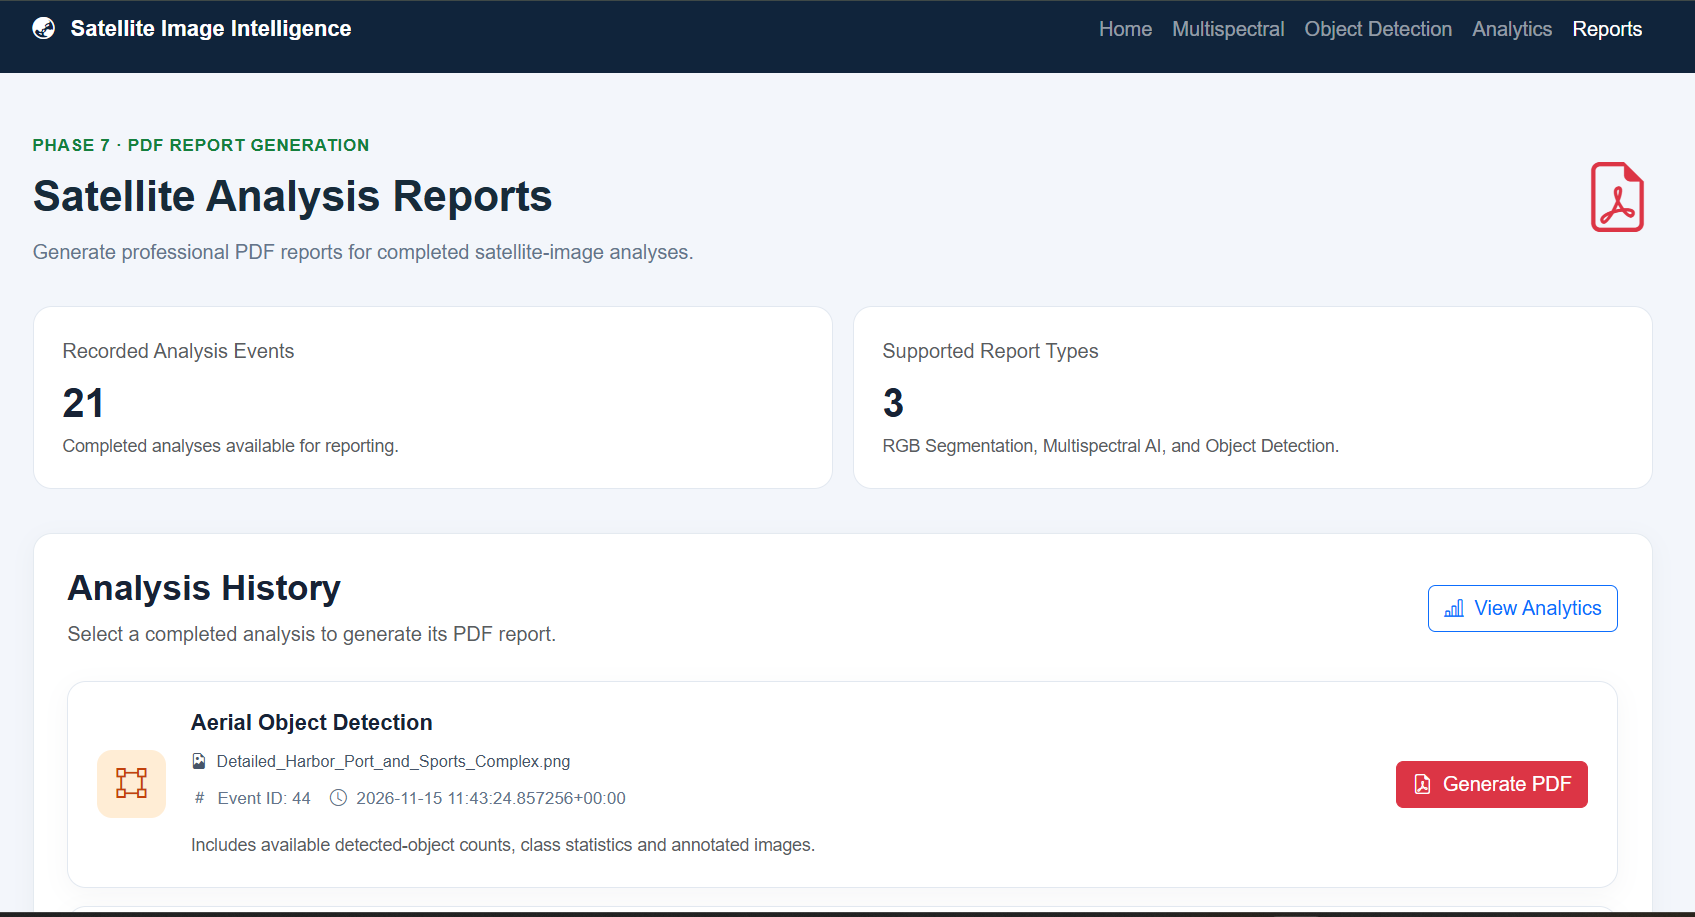 Satellite Image Intelligence
Home Multispectral Object Detection Analytics Reports
PHASE 7 · PDF REPORT GENERATION
Satellite Analysis Reports
Generate professional PDF reports for completed satellite-image analyses.
Recorded Analysis Events
21
Completed analyses available for reporting.
Supported Report Types
3
RGB Segmentation, Multispectral AI, and Object Detection.
Analysis History
Select a completed analysis to generate its PDF report.
View Analytics
Aerial Object Detection
Detailed_Harbor_Port_and_Sports_Complex.png
# Event ID: 44 2026-11-15 11:43:24.857256+00:00
Includes available detected-object counts, class statistics and annotated images.
Generate PDF